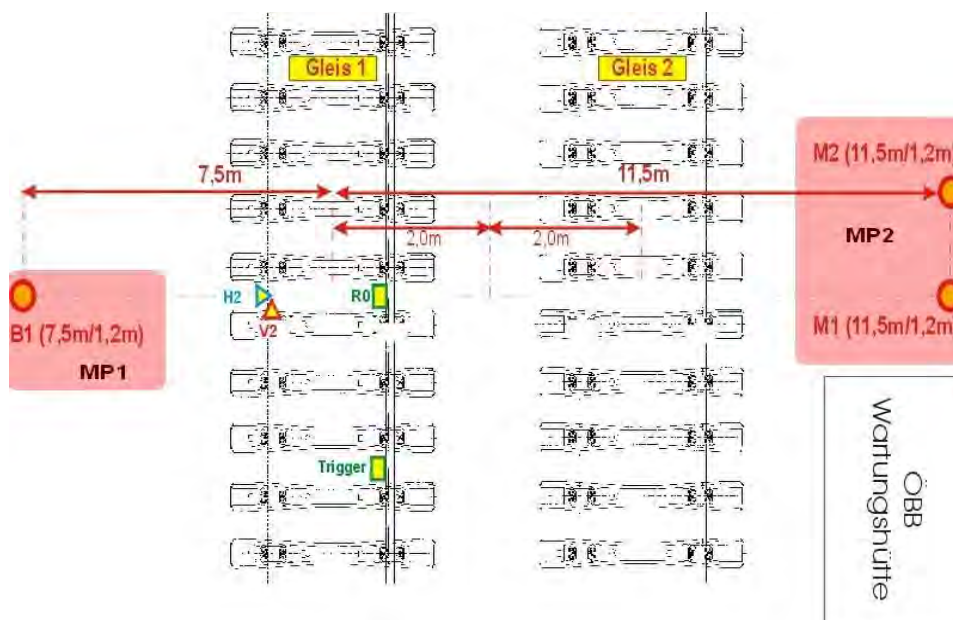 Gleis 1
Gleis 2
7,5m
11,5m
M2 (11,5m/1,2m)
2,0m
2,0m
MP2
H2
R0
V2
B1 (7,5m/1,2m)
M1 (11,5m/1,2m)
MP1
Trigger
ÖBB
Wartungshütte